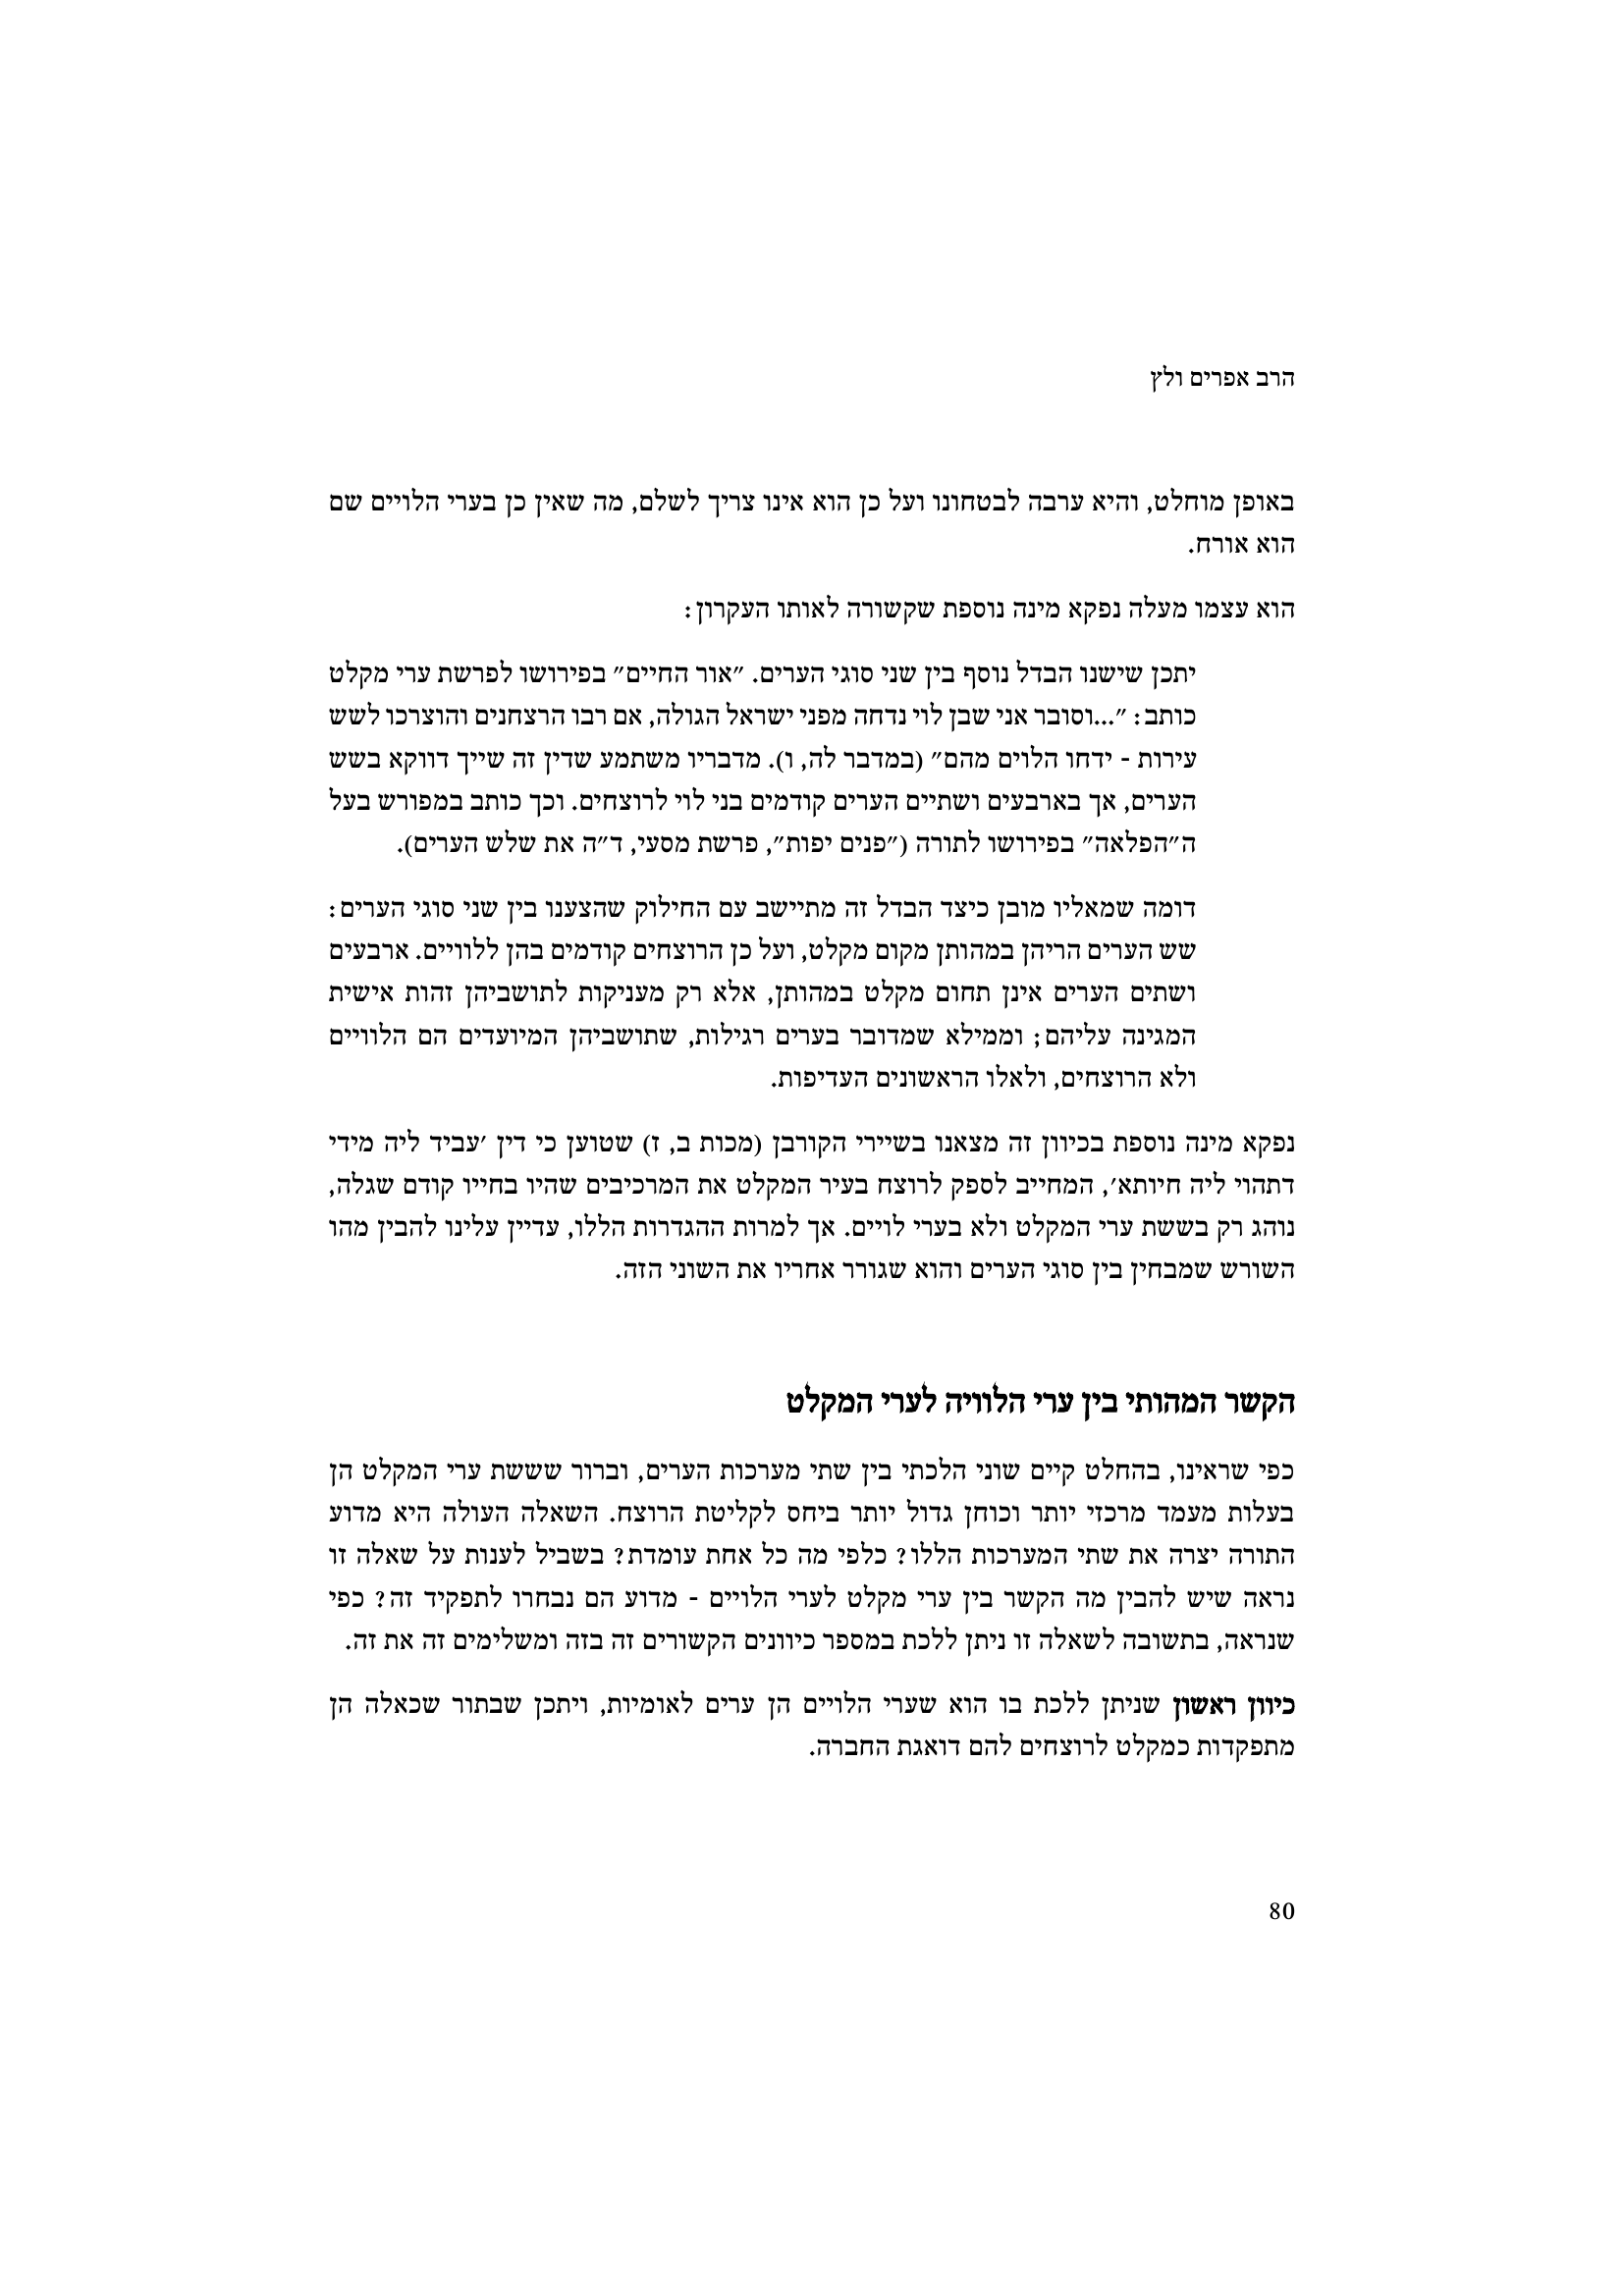 הרב אפרים ולץ
באופן מוחלט, והיא ערבה לבטחונו ועל כן הוא אינו צריך לשלם, מה שאין כן בערי הלויים שם
הוא אורח.
הוא עצמו מעלה נפקא מינה נוספת שקשורה לאותו העקרון:
יתכן שישנו הבדל נוסף בין שני סוגי הערים. ״אור החיים״ בפירושו לפרשת ערי מקלט
כותב: ״...וסובר אני שבן לוי נדחה מפני ישראל הגולה, אם רבו הרצחנים והוצרכו לשש
עירות - ידחו הלוים מהם״ (במדבר לה, ו). מדבריו משתמע שדין זה שייך דווקא בשש
הערים, אך בארבעים ושתיים הערים קודמים בני לוי לרוצחים. וכך כותב במפורש בעל
ה״הפלאה״ בפירושו לתורה (״פנים יפות״, פרשת מסעי, ד״ה את שלש הערים).
דומה שמאליו מובן כיצד הבדל זה מתיישב עם החילוק שהצענו בין שני סוגי הערים:
שש הערים הריהן במהותן מקום מקלט, ועל כן הרוצחים קודמים בהן ללוויים. ארבעים
ושתים הערים אינן תחום מקלט במהותן, אלא רק מעניקות לתושביהן זהות אישית
המגינה עליהם; וממילא שמדובר בערים רגילות, שתושביהן המיועדים הם הלוויים
ולא הרוצחים, ולאלו הראשונים העדיפות.
נפקא מינה נוספת בכיוון זה מצאנו בשיירי הקורבן (מכות ב, ז) שטוען כי דין ׳עביד ליה מידי
דתהוי ליה חיותא׳, המחייב לספק לרוצח בעיר המקלט את המרכיבים שהיו בחייו קודם שגלה,
נוהג רק בששת ערי המקלט ולא בערי לויים. אך למרות ההגדרות הללו, עדיין עלינו להבין מהו
השורש שמבחין בין סוגי הערים והוא שגורר אחריו את השוני הזה.
הקשר המהותי בין ערי הלוויה לערי המקלט
כפי שראינו, בהחלט קיים שוני הלכתי בין שתי מערכות הערים, וברור שששת ערי המקלט הן
בעלות מעמד מרכזי יותר וכוחן גדול יותר ביחס לקליטת הרוצח. השאלה העולה היא מדוע
התורה יצרה את שתי המערכות הללו? כלפי מה כל אחת עומדת? בשביל לענות על שאלה זו
נראה שיש להבין מה הקשר בין ערי מקלט לערי הלויים - מדוע הם נבחרו לתפקיד זה? כפי
שנראה, בתשובה לשאלה זו ניתן ללכת במספר כיוונים הקשורים זה בזה ומשלימים זה את זה.
כיוון ראשון שניתן ללכת בו הוא שערי הלויים הן ערים לאומיות, ויתכן שבתור שכאלה הן
מתפקדות כמקלט לרוצחים להם דואגת החברה.
80